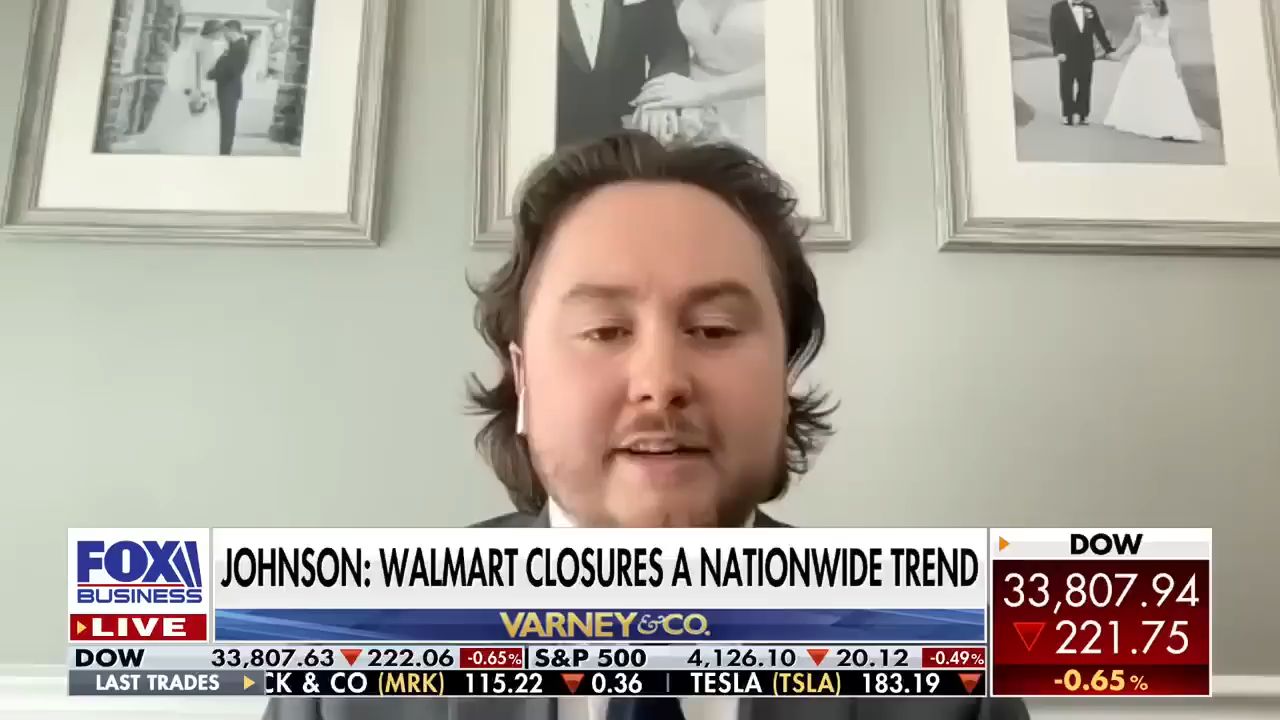 FOX
BUSINESS
LIVE
JOHNSON: WALMART CLOSURES A NATIONWIDE TREND
VARNEY&CO.
DOW
33,807.94
▼ 221.75
-0.65%
DOW 33,807.63 ▼ 222.06 -0.65% S&P 500 4,126.10 ▼ 20.12 -0.49%
LAST TRADES CK & CO (MRK) 115.22 ▼ 0.36 TESLA (TSLA) 183.19 ▼